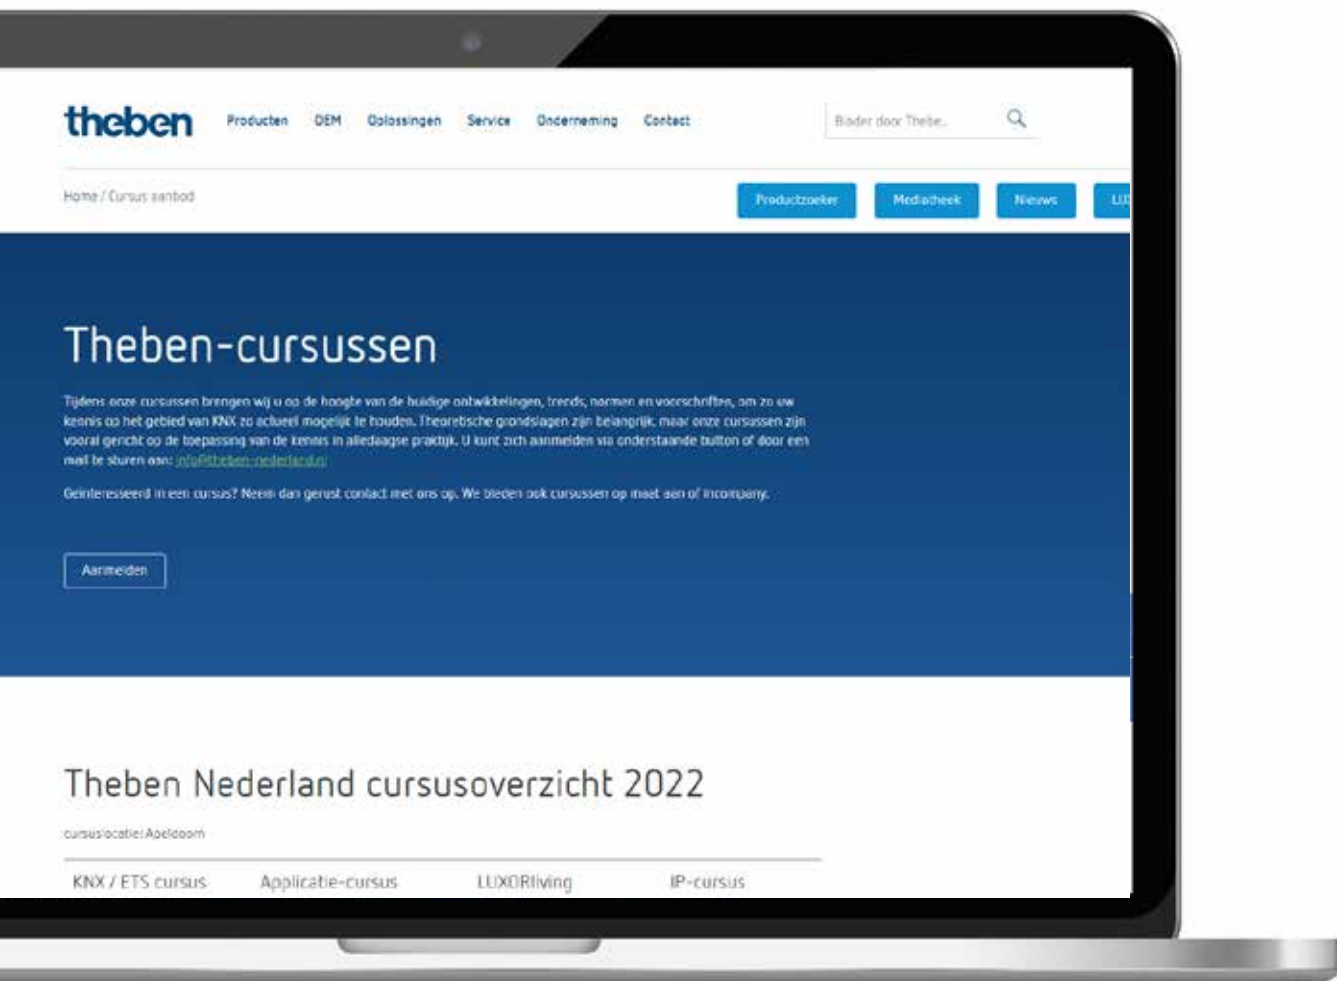 theben
Producten OEM Oplossingen Service Onderneming Contact
Blader door Thebe..
Home / Cursus aanbod
Productzoeker Mediatheek Nieuws LUX
Theben-cursussen
Tijdens onze cursussen brengen wij u op de hoogte van de huidige ontwikkelingen, trends, normen en voorschriften, om zo uw
kennis op het gebied van KNX zo actueel mogelijk te houden. Theoretische grondslagen zijn belangrijk, maar onze cursussen zijn
vooral gericht op de toepassing van de kennis in alledaagse praktijk. U kunt zich aanmelden via onderstaande button of door een
mail te sturen aan: info@theben-nederland.nl
Geïnteresseerd in een cursus? Neem dan gerust contact met ons op. We bieden ook cursussen op maat aan of incompany.
Aanmelden
Theben Nederland cursusoverzicht 2022
cursuslocatie: Apeldoorn
KNX / ETS cursus Applicatie-cursus LUXORliving IP-cursus